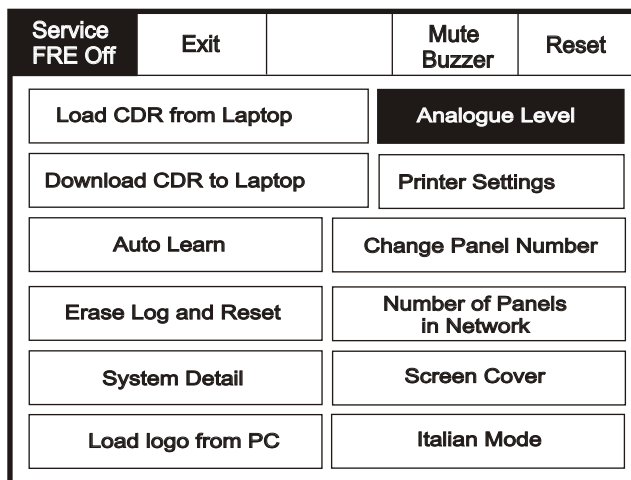 Service
FRE Off
Exit
Mute
Buzzer
Reset
Load CDR from Laptop
Analogue Level
Download CDR to Laptop
Printer Settings
Auto Learn
Change Panel Number
Erase Log and Reset
Number of Panels
in Network
System Detail
Screen Cover
Load logo from PC
Italian Mode